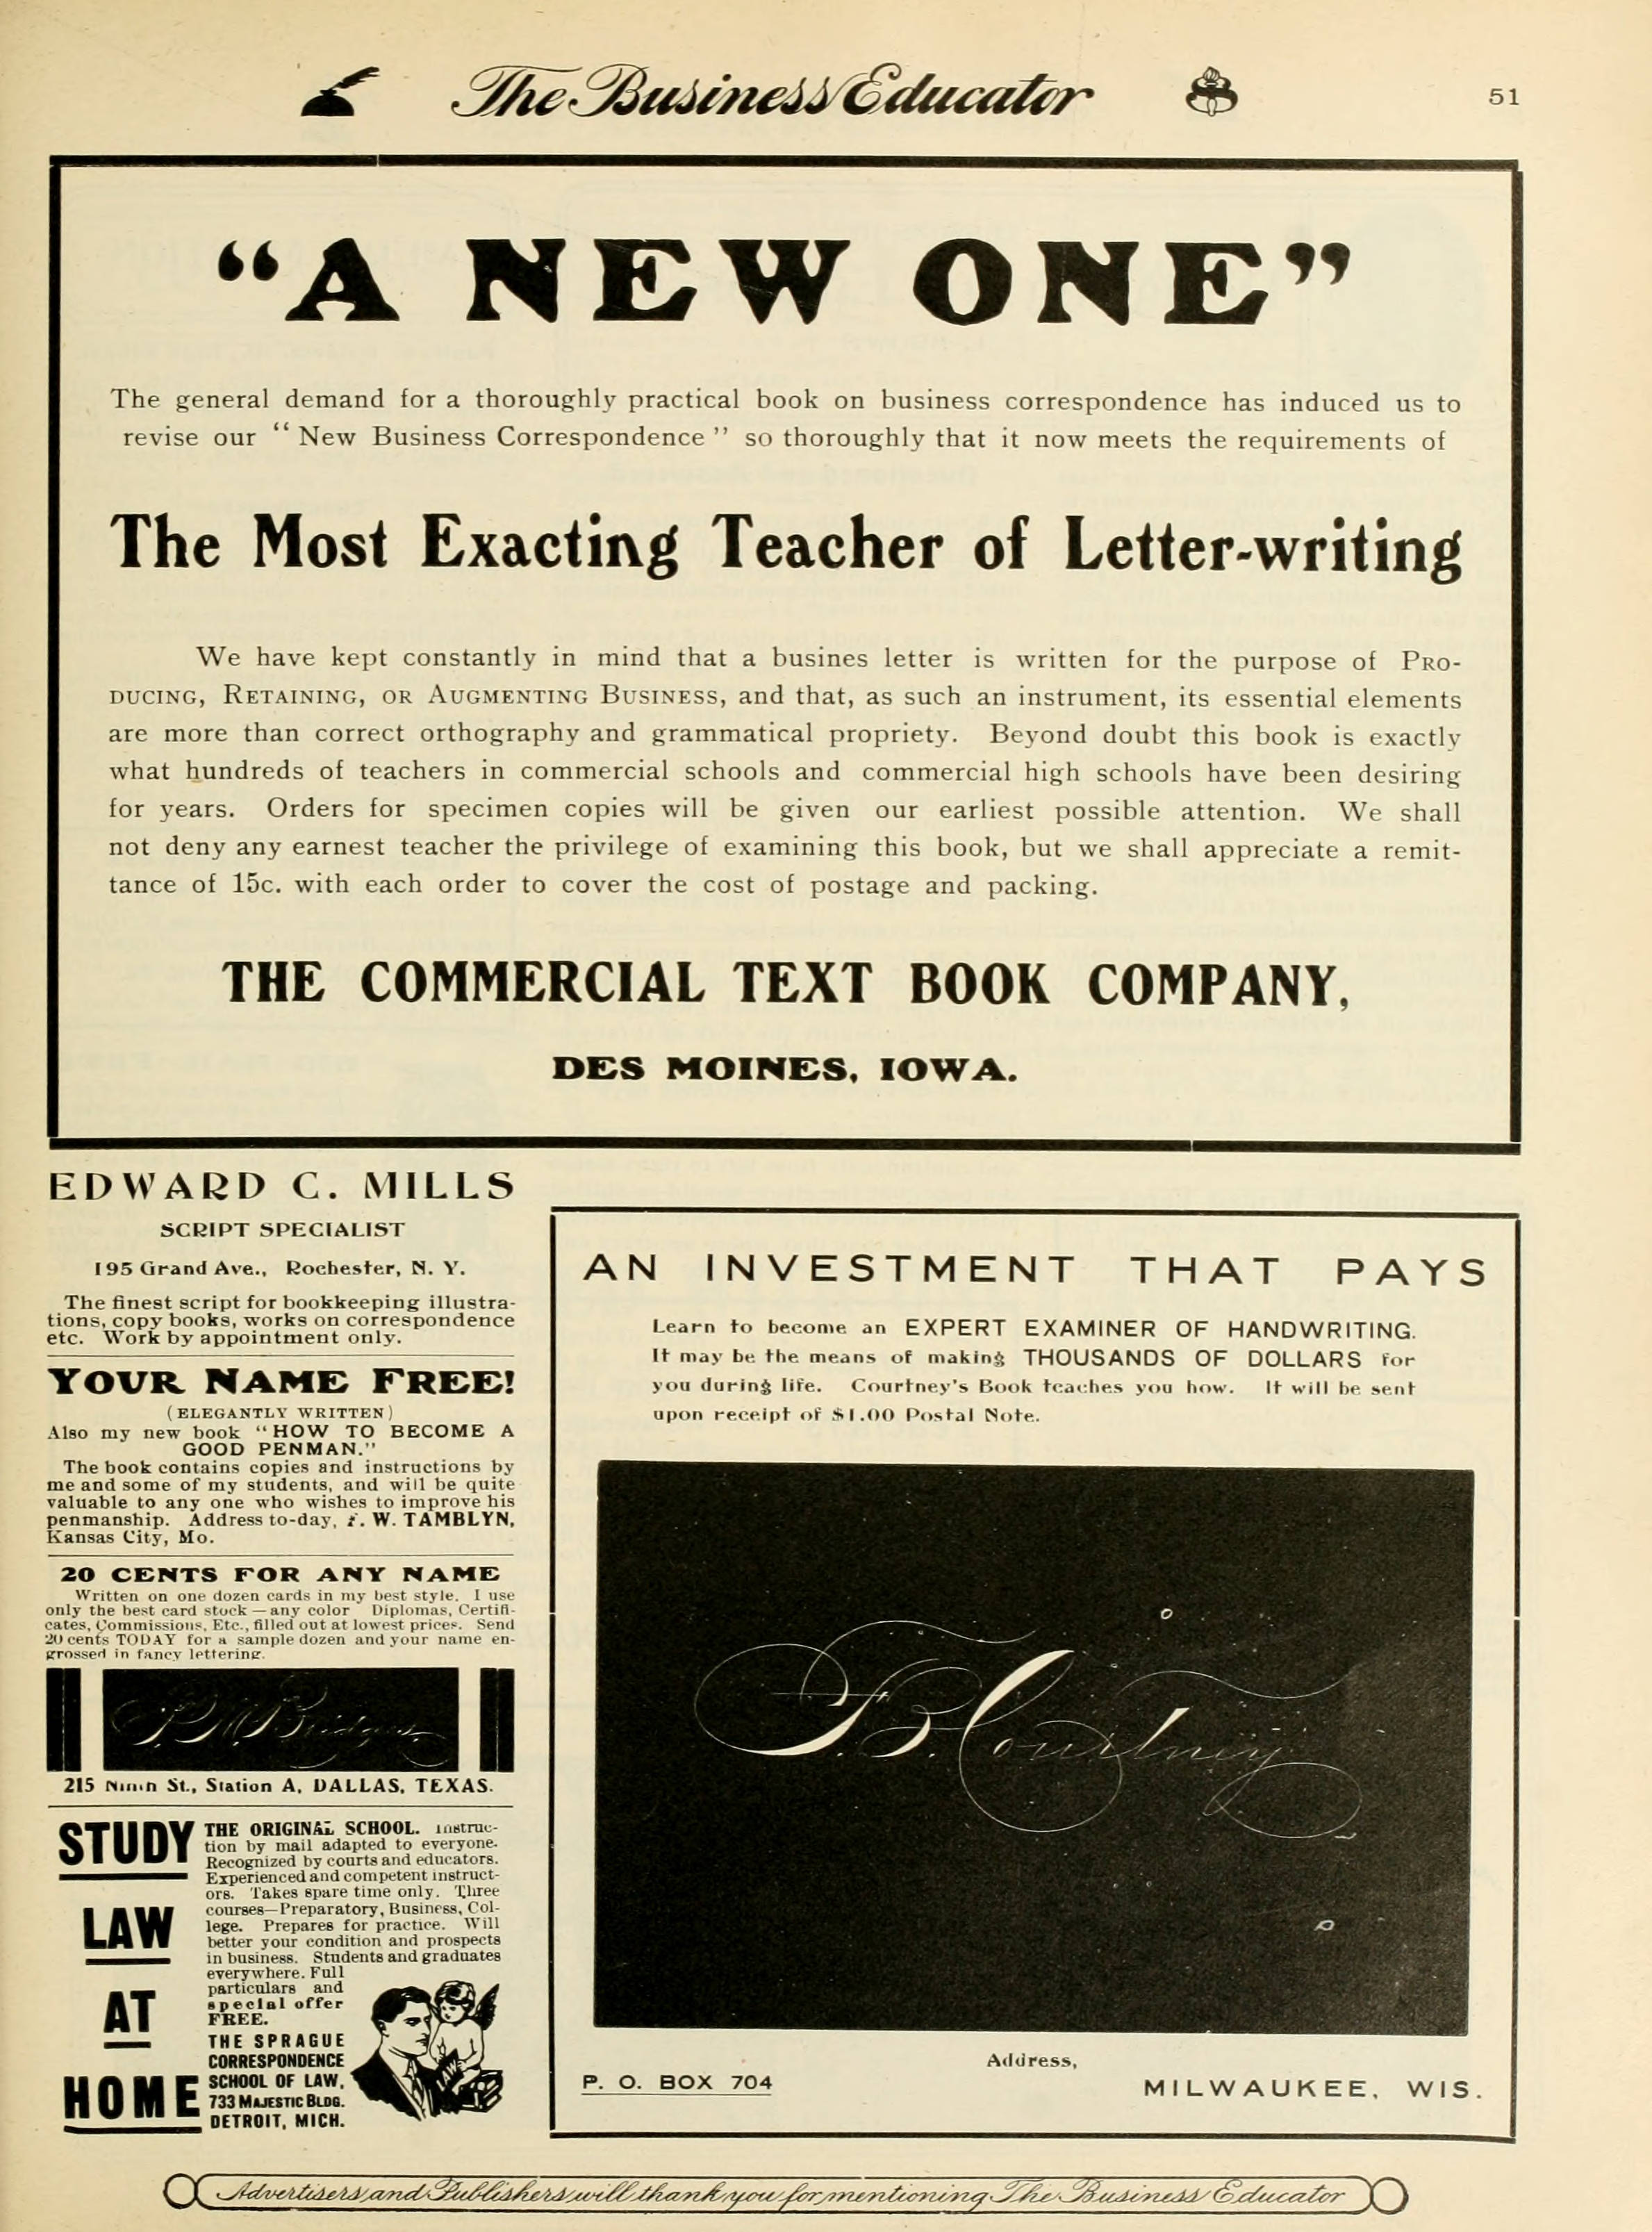 The Business Educator
51
“A NEW ONE”
The general demand for a thoroughly practical book on business correspondence has induced us to
revise our “New Business Correspondence” so thoroughly that it now meets the requirements of
The Most Exacting Teacher of Letter-writing
We have kept constantly in mind that a busines letter is written for the purpose of PRO-
DUCING, RETAINING, OR AUGMENTING BUSINESS, and that, as such an instrument, its essential elements
are more than correct orthography and grammatical propriety. Beyond doubt this book is exactly
what hundreds of teachers in commercial schools and commercial high schools have been desiring
for years. Orders for specimen copies will be given our earliest possible attention. We shall
not deny any earnest teacher the privilege of examining this book, but we shall appreciate a remit-
tance of 15c. with each order to cover the cost of postage and packing.
THE COMMERCIAL TEXT BOOK COMPANY,
DES MOINES, IOWA.
EDWARD C. MILLS
SCRIPT SPECIALIST
195 Grand Ave., Rochester, N. Y.
The finest script for bookkeeping illustra-
tions, copy books, works on correspondence
etc. Work by appointment only.
YOUR NAME FREE!
(ELEGANTLY WRITTEN)
Also my new book “HOW TO BECOME A
GOOD PENMAN.”
The book contains copies and instructions by
me and some of my students, and will be quite
valuable to any one who wishes to improve his
penmanship. Address to-day, F. W. TAMBLYN,
Kansas City, Mo.
20 CENTS FOR ANY NAME
Written on one dozen cards in my best style. I use
only the best card stock — any color Diplomas, Certifi-
cates, Commissions, Etc., filled out at lowest prices. Send
20 cents TODAY for a sample dozen and your name en-
grossed in fancy lettering.
Bridges
215 Ninth St., Station A, DALLAS, TEXAS.
STUDY
LAW
AT
HOME
THE ORIGINAL SCHOOL. Instruc-
tion by mail adapted to everyone.
Recognized by courts and educators.
Experienced and competent instruct-
ors. Takes spare time only. Three
courses—Preparatory, Business, Col-
lege. Prepares for practice. Will
better your condition and prospects
in business. Students and graduates
everywhere. Full
particulars and
special offer
FREE.
THE SPRAGUE
CORRESPONDENCE
SCHOOL OF LAW,
733 MAJESTIC BLDG.
DETROIT, MICH.
AN INVESTMENT THAT PAYS
Learn to become an EXPERT EXAMINER OF HANDWRITING.
It may be the means of making THOUSANDS OF DOLLARS for
you during life. Courtney's Book teaches you how. It will be sent
upon receipt of $1.00 Postal Note.
F. B. Courtney
Address,
P. O. BOX 704
MILWAUKEE, WIS.
Advertisers and Publishers will thank you for mentioning The Business Educator